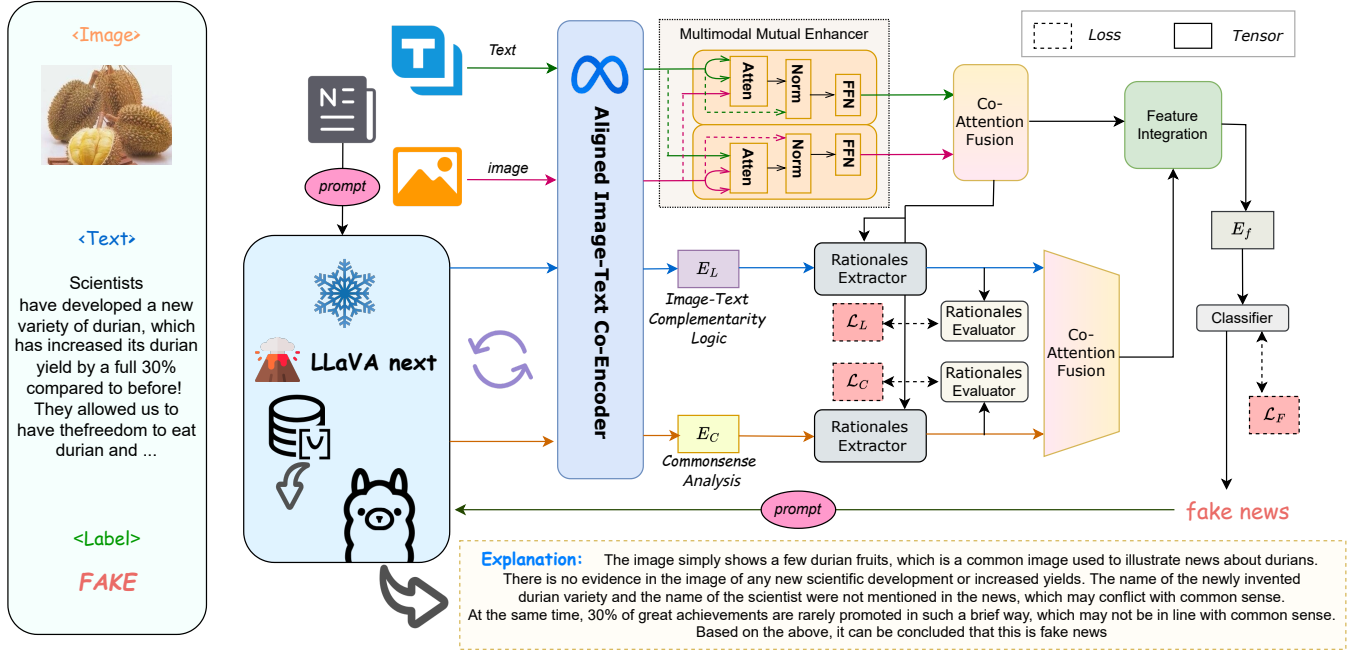 <Image>
<Text>
Scientists
have developed a new
variety of durian, which
has increased its durian
yield by a full 30%
compared to before!
They allowed us to
have thefreedom to eat
durian and ...
<Label>
FAKE
N
prompt
T
Text
image
LLaVA next
Aligned Image-Text Co-Encoder
Multimodal Mutual Enhancer
Atten
Norm
FFN
Atten
Norm
FFN
Co-
Attention
Fusion
Loss
Tensor
Feature
Integration
E_f
Classifier
L_F
fake news
E_L
Image-Text
Complementarity
Logic
Rationales
Extractor
L_L
Rationales
Evaluator
L_C
Rationales
Evaluator
E_C
Commonsense
Analysis
Rationales
Extractor
Co-
Attention
Fusion
prompt
Explanation: The image simply shows a few durian fruits, which is a common image used to illustrate news about durians.
There is no evidence in the image of any new scientific development or increased yields. The name of the newly invented
durian variety and the name of the scientist were not mentioned in the news, which may conflict with common sense.
At the same time, 30% of great achievements are rarely promoted in such a brief way, which may not be in line with common sense.
Based on the above, it can be concluded that this is fake news